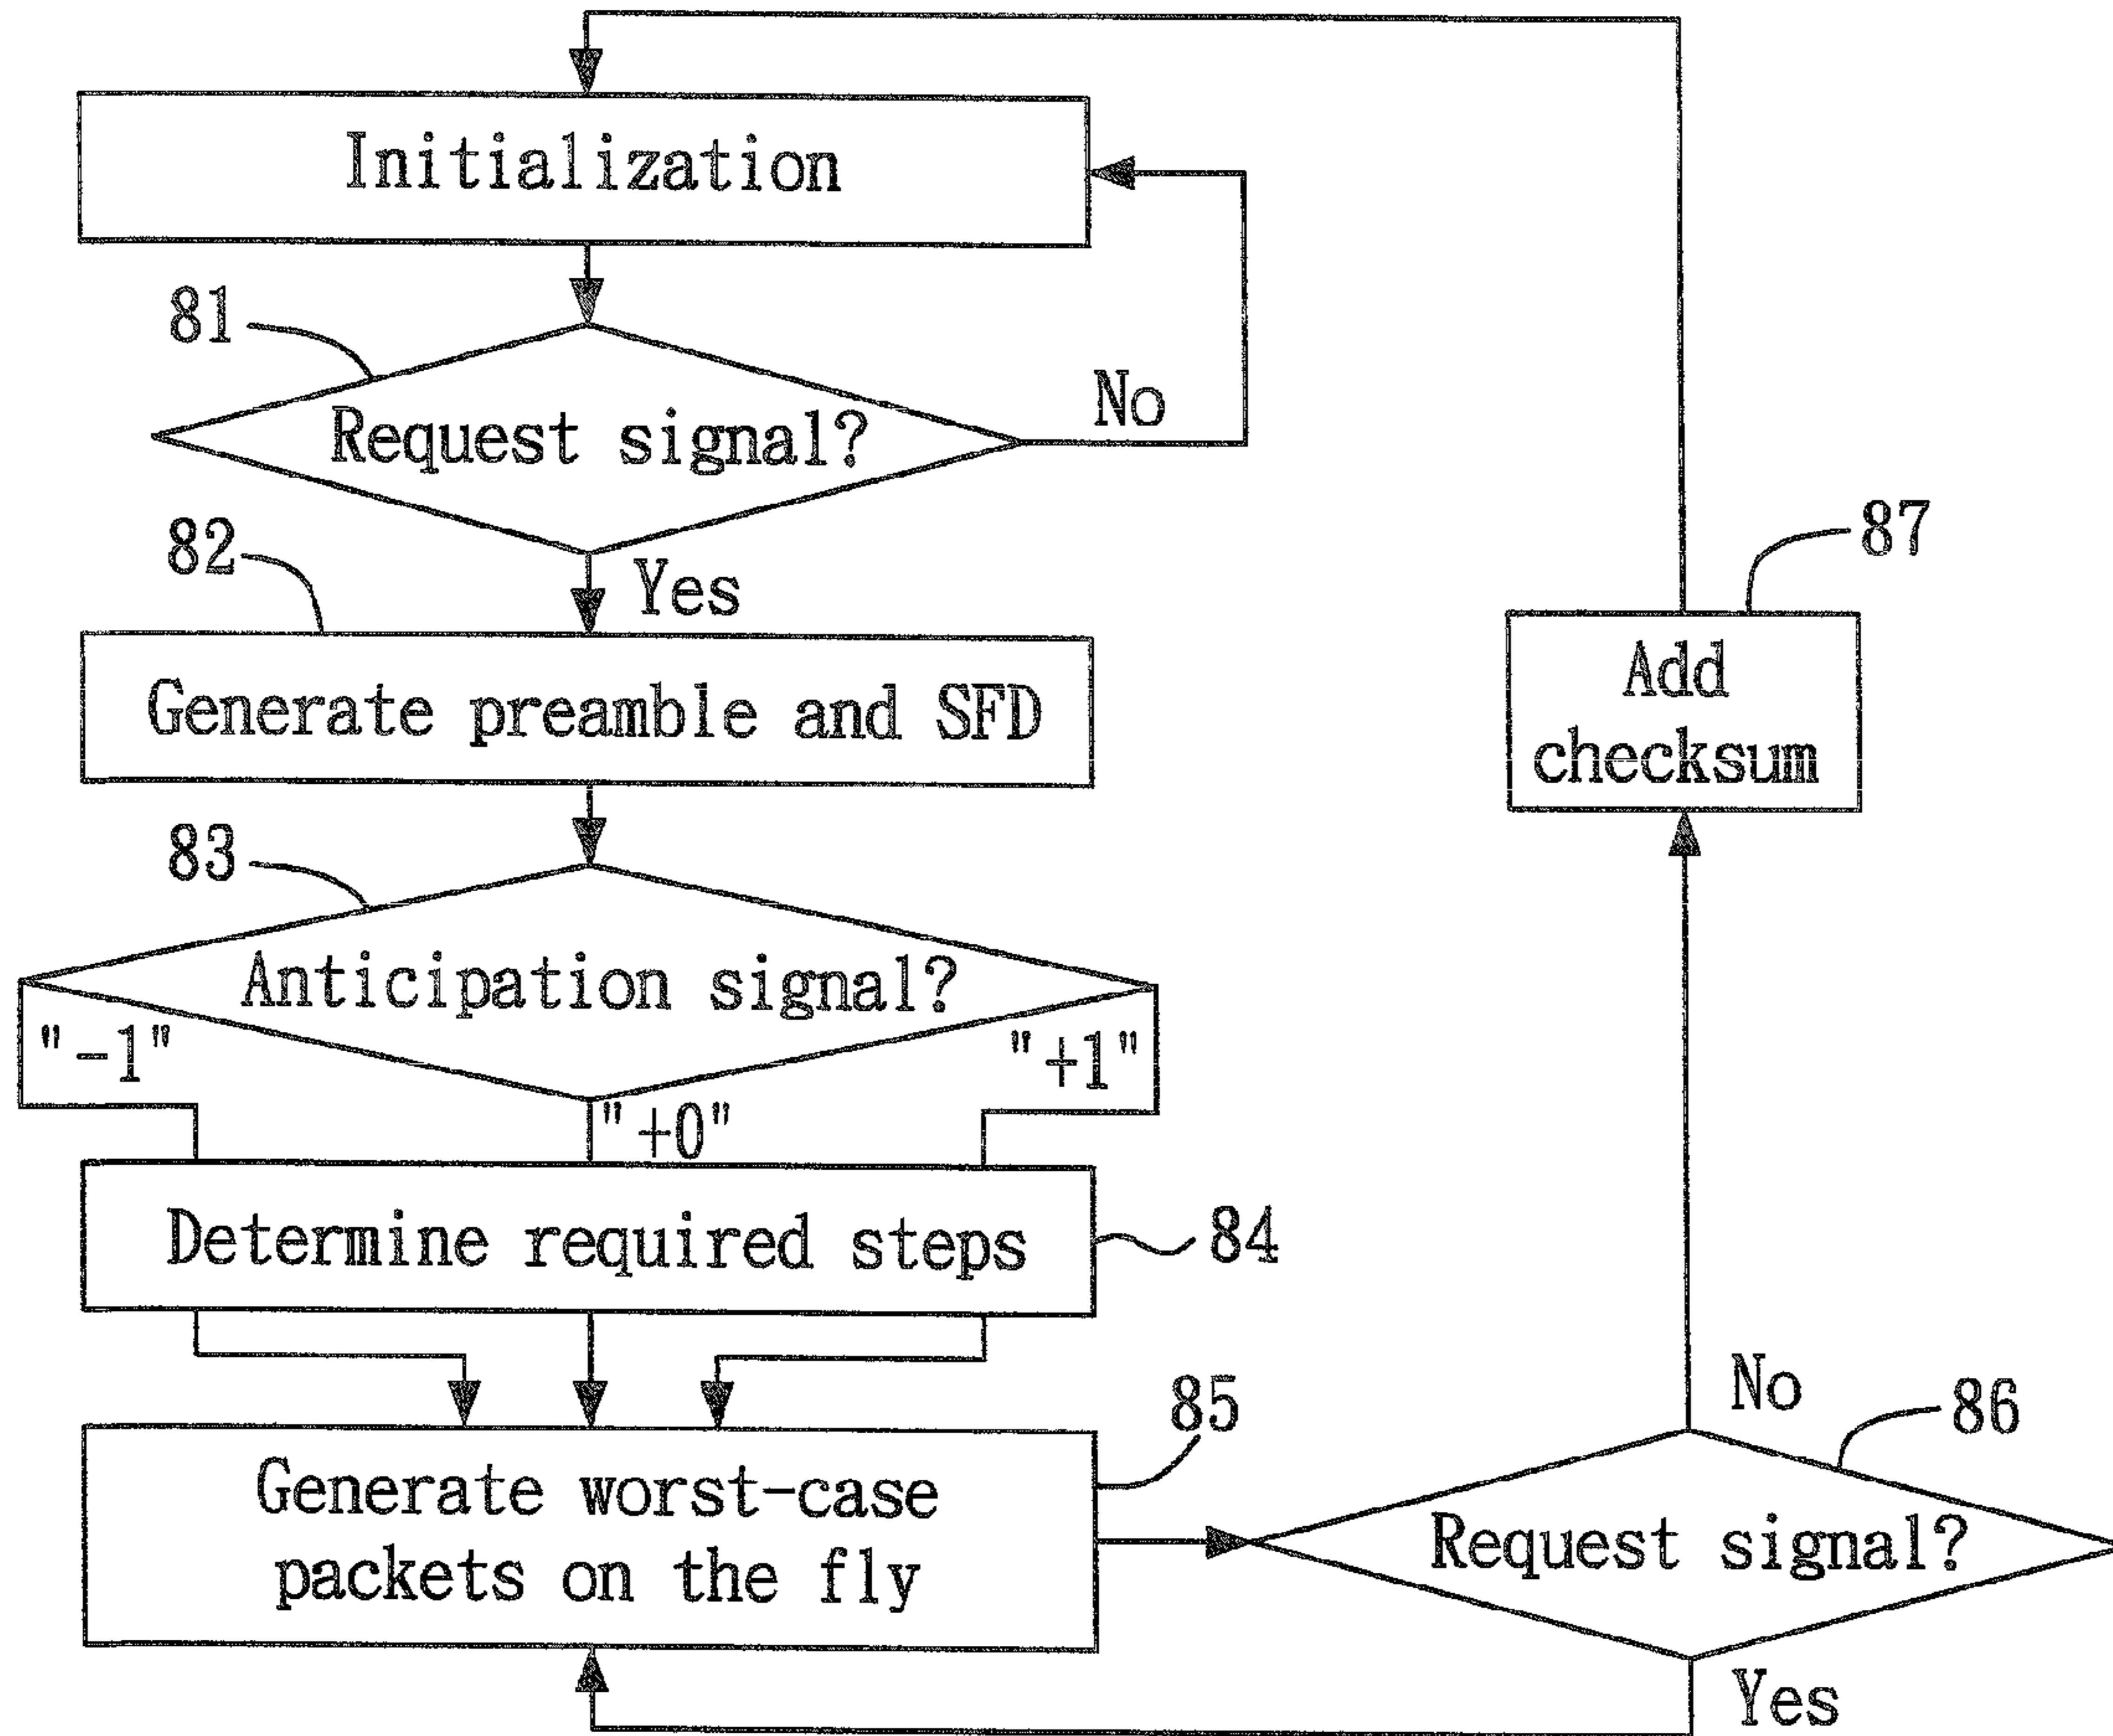 Initialization
81
Request signal?
No
82
Yes
Generate preamble and SFD
87
Add
checksum
83
Anticipation signal?
"-1"
"+1"
"+0"
Determine required steps
84
85
Generate worst-case
packets on the fly
No
86
Request signal?
Yes